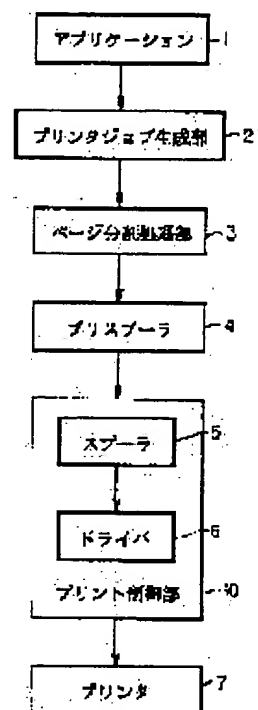 アプリケーション 1
プリンタジョブ生成部 2
ページ分割処理部 3
プリスプーラ 4
スプーラ 5
ドライバ 6
プリント制御部 10
プリンタ 7